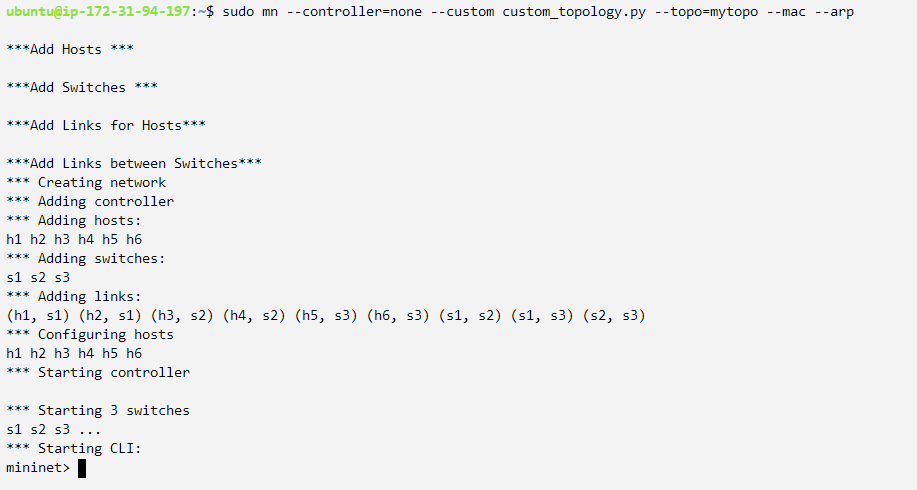 ubuntu@ip-172-31-94-197:~$ sudo mn --controller=none --custom custom_topology.py --topo=mytopo --mac --arp
***Add Hosts ***
***Add Switches ***
***Add Links for Hosts***
***Add Links between Switches***
*** Creating network
*** Adding controller
*** Adding hosts:
h1 h2 h3 h4 h5 h6
*** Adding switches:
s1 s2 s3
*** Adding links:
(h1, s1) (h2, s1) (h3, s2) (h4, s2) (h5, s3) (h6, s3) (s1, s2) (s1, s3) (s2, s3)
*** Configuring hosts
h1 h2 h3 h4 h5 h6
*** Starting controller
*** Starting 3 switches
s1 s2 s3 ...
*** Starting CLI:
mininet>